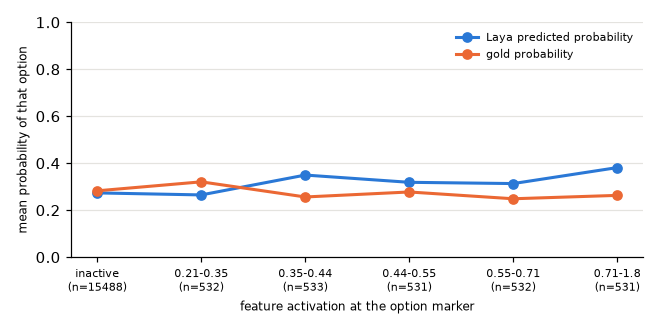 1.0
0.8
0.6
0.4
0.2
0.0
mean probability of that option
Laya predicted probability
gold probability
inactive
(n=15488)
0.21-0.35
(n=532)
0.35-0.44
(n=533)
0.44-0.55
(n=531)
0.55-0.71
(n=532)
0.71-1.8
(n=531)
feature activation at the option marker